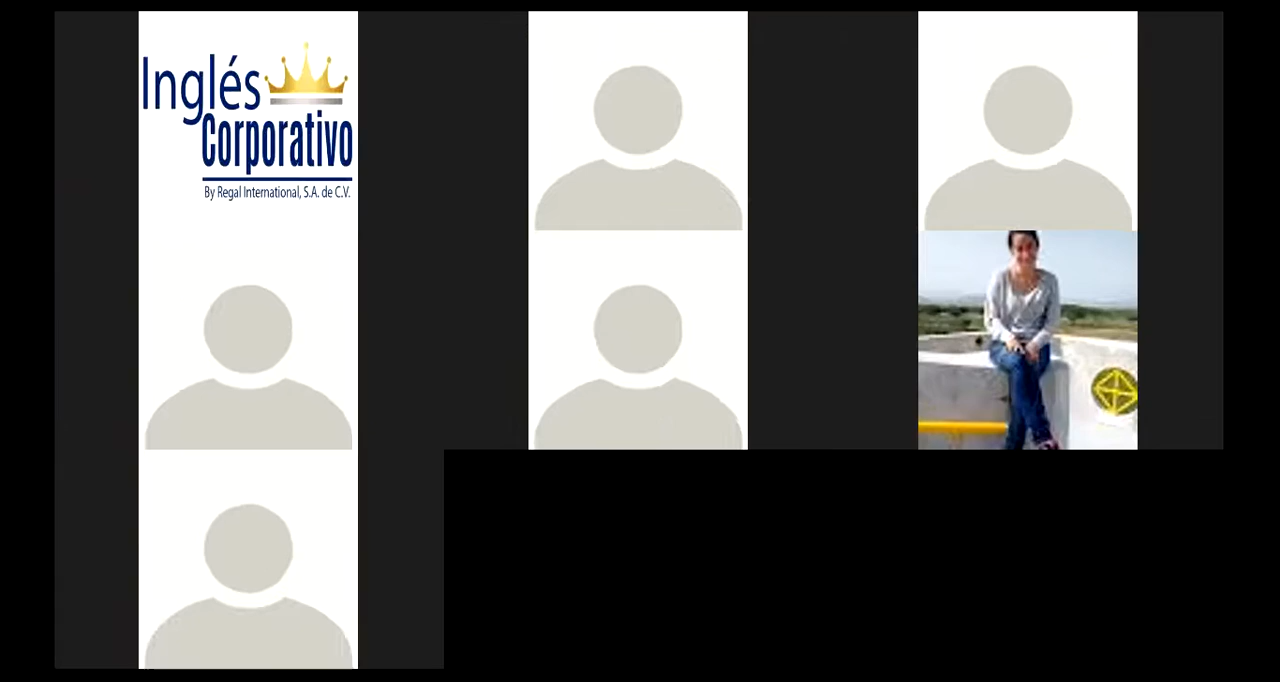 Inglés
Corporativo
By Regal International, S.A. de C.V.